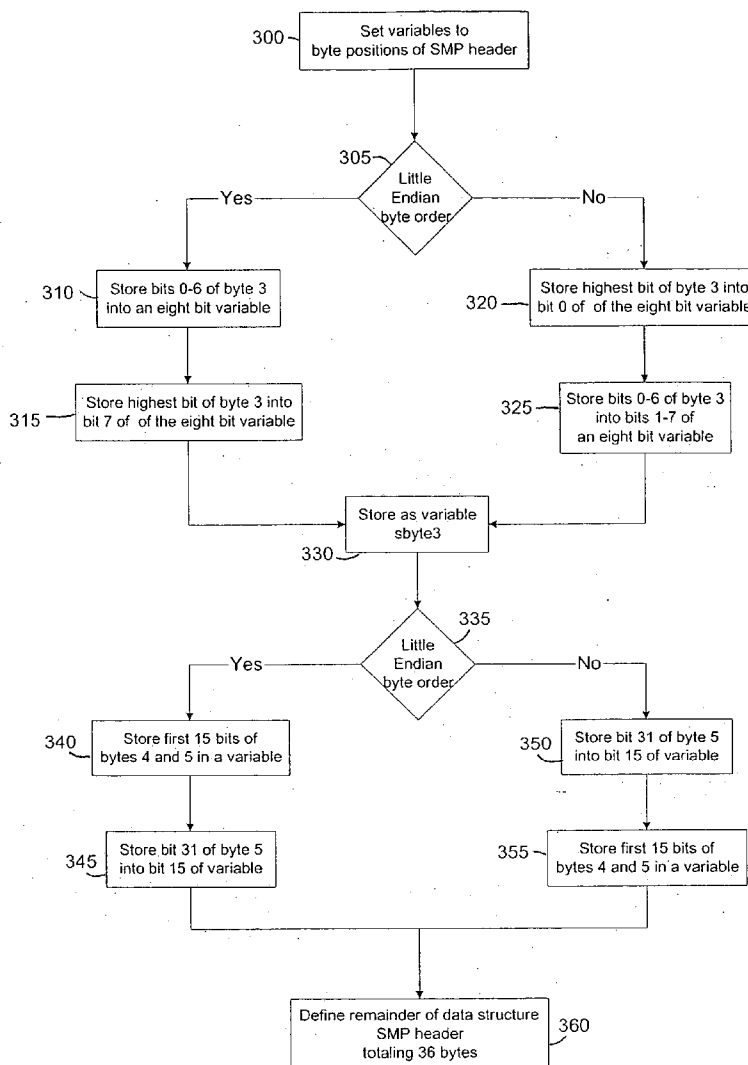 300
Set variables to
byte positions of SMP header
305
Little
Endian
byte order
Yes
No
310
Store bits 0-6 of byte 3
into an eight bit variable
320
Store highest bit of byte 3 into
bit 0 of of the eight bit variable
315
Store highest bit of byte 3 into
bit 7 of of the eight bit variable
325
Store bits 0-6 of byte 3
into bits 1-7 of
an eight bit variable
Store as variable
sbyte3
330
335
Little
Endian
byte order
Yes
No
340
Store first 15 bits of
bytes 4 and 5 in a variable
350
Store bit 31 of byte 5
into bit 15 of variable
345
Store bit 31 of byte 5
into bit 15 of variable
355
Store first 15 bits of
bytes 4 and 5 in a variable
Define remainder of data structure
SMP header
totaling 36 bytes
360